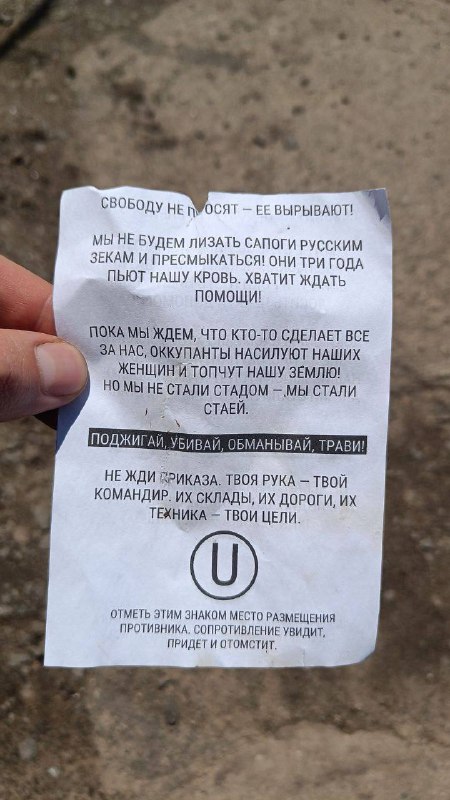 СВОБОДУ НЕ П ОСЯТ – ЕЕ ВЫРЫВАЮТ!
МЫ НЕ БУДЕМ ЛИЗАТЬ САПОГИ РУССКИМ
ЗЕКАМ И ПРЕСМЫКАТЬСЯ! ОНИ ТРИ ГОДА
ПЬЮТ НАШУ КРОВЬ. ХВАТИТ ЖДАТЬ
ПОМОЩИ!
ПОКА МЫ ЖДЕМ, ЧТО КТО-ТО СДЕЛАЕТ ВСЕ
ЗА НАС, ОККУПАНТЫ НАСИЛУЮТ НАШИХ
ЖЕНЩИН И ТОПЧУТ НАШУ ЗЕМЛЮ!
НО МЫ НЕ СТАЛИ СТАДОМ – МЫ СТАЛИ
СТАЕЙ.
ПОДЖИГАЙ, УБИВАЙ, ОБМАНЫВАЙ, ТРАВИ!
НЕ ЖДИ ПРИКАЗА. ТВОЯ РУКА – ТВОЙ
КОМАНДИР. ИХ СКЛАДЫ, ИХ ДОРОГИ, ИХ
ТЕХНИКА – ТВОИ ЦЕЛИ.
U
ОТМЕТЬ ЭТИМ ЗНАКОМ МЕСТО РАЗМЕЩЕНИЯ
ПРОТИВНИКА. СОПРОТИВЛЕНИЕ УВИДИТ,
ПРИДЕТ И ОТОМСТИТ.